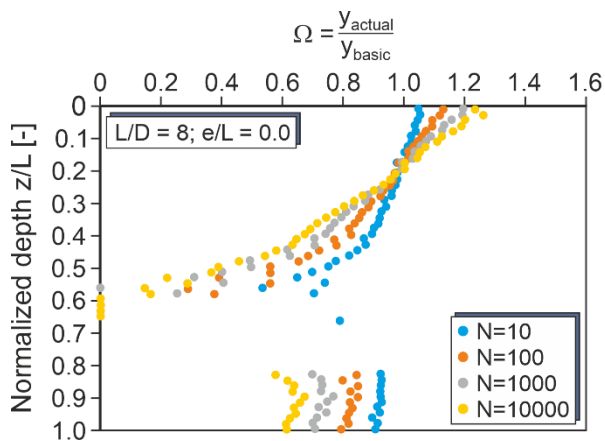 Ω = y_actual / y_basic
0 0.2 0.4 0.6 0.8 1.0 1.2 1.4 1.6
Normalized depth z/L [-]
0
0.1
0.2
0.3
0.4
0.5
0.6
0.7
0.8
0.9
1.0
L/D = 8; e/L = 0.0
N=10
N=100
N=1000
N=10000